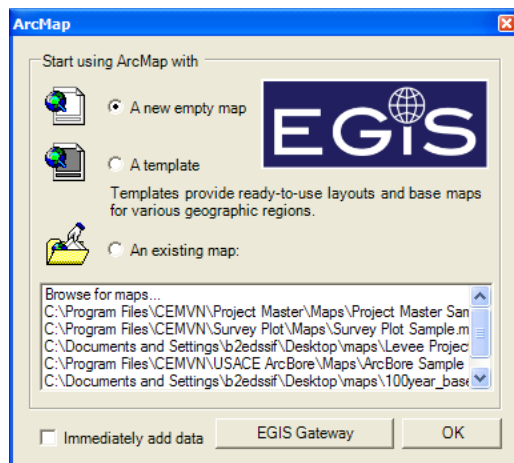 ArcMap
Start using ArcMap with
A new empty map
EGIS
A template
Templates provide ready-to-use layouts and base maps
for various geographic regions.
An existing map:
Browse for maps...
C:\Program Files\CEMVN\Project Master\Maps\Project Master Sam
C:\Program Files\CEMVN\Survey Plot\Maps\Survey Plot Sample.m
C:\Documents and Settings\b2edssif\Desktop\maps\Levee Project
C:\Program Files\CEMVN\USACE ArcBore\Maps\ArcBore Sample
C:\Documents and Settings\b2edssif\Desktop\maps\100year_base
Immediately add data
EGIS Gateway
OK